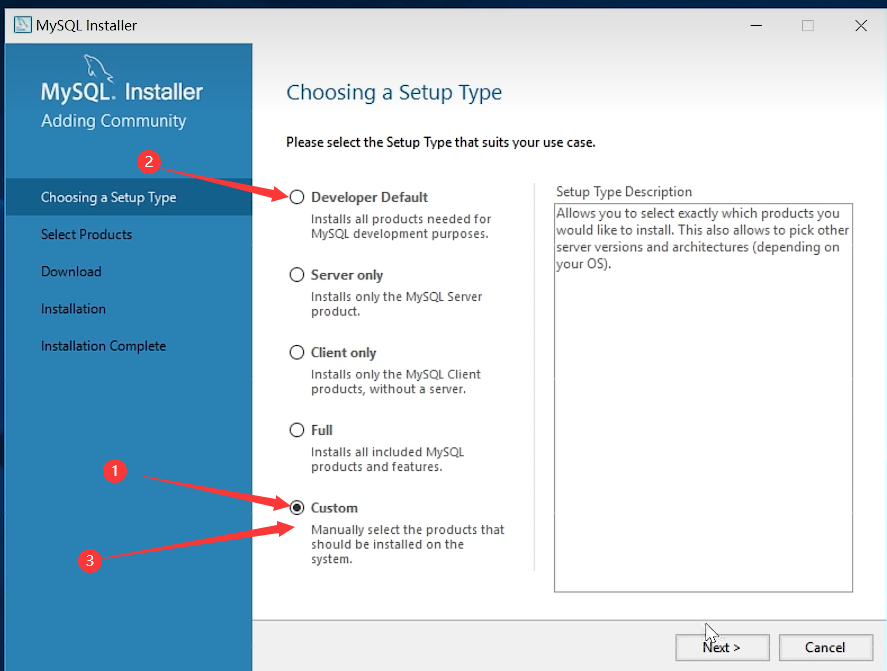 MySQL Installer
MySQL. Installer
Adding Community
Choosing a Setup Type
Select Products
Download
Installation
Installation Complete
Choosing a Setup Type
Please select the Setup Type that suits your use case.
2
Developer Default
Installs all products needed for
MySQL development purposes.
Server only
Installs only the MySQL Server
product.
Client only
Installs only the MySQL Client
products, without a server.
Full
Installs all included MySQL
products and features.
1
Custom
3
Manually select the products that
should be installed on the
system.
Setup Type Description
Allows you to select exactly which products you
would like to install. This also allows to pick other
server versions and architectures (depending on
your OS).
Next >
Cancel